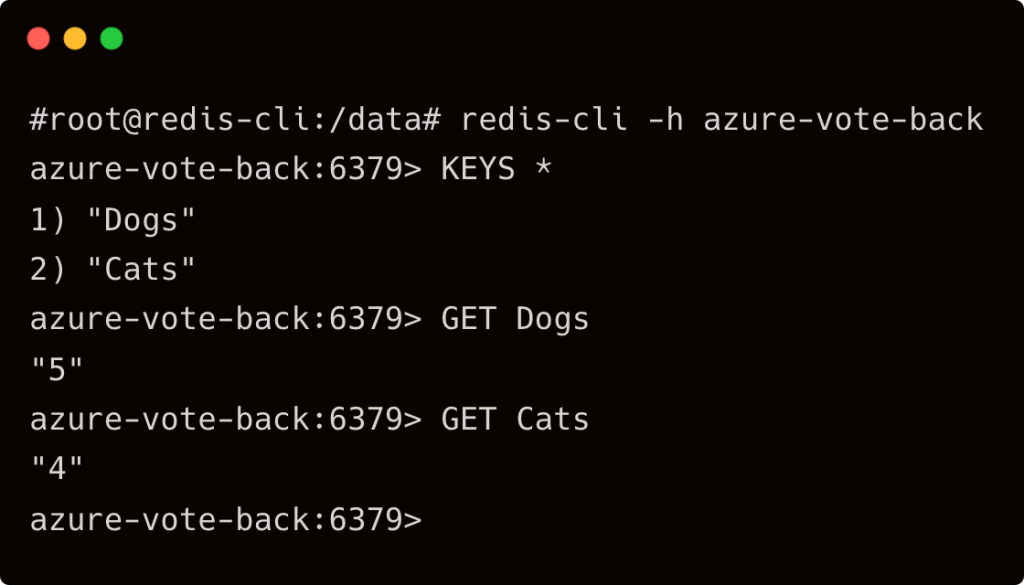 #root@redis-cli:/data# redis-cli -h azure-vote-back
azure-vote-back:6379> KEYS *
1) "Dogs"
2) "Cats"
azure-vote-back:6379> GET Dogs
"5"
azure-vote-back:6379> GET Cats
"4"
azure-vote-back:6379>